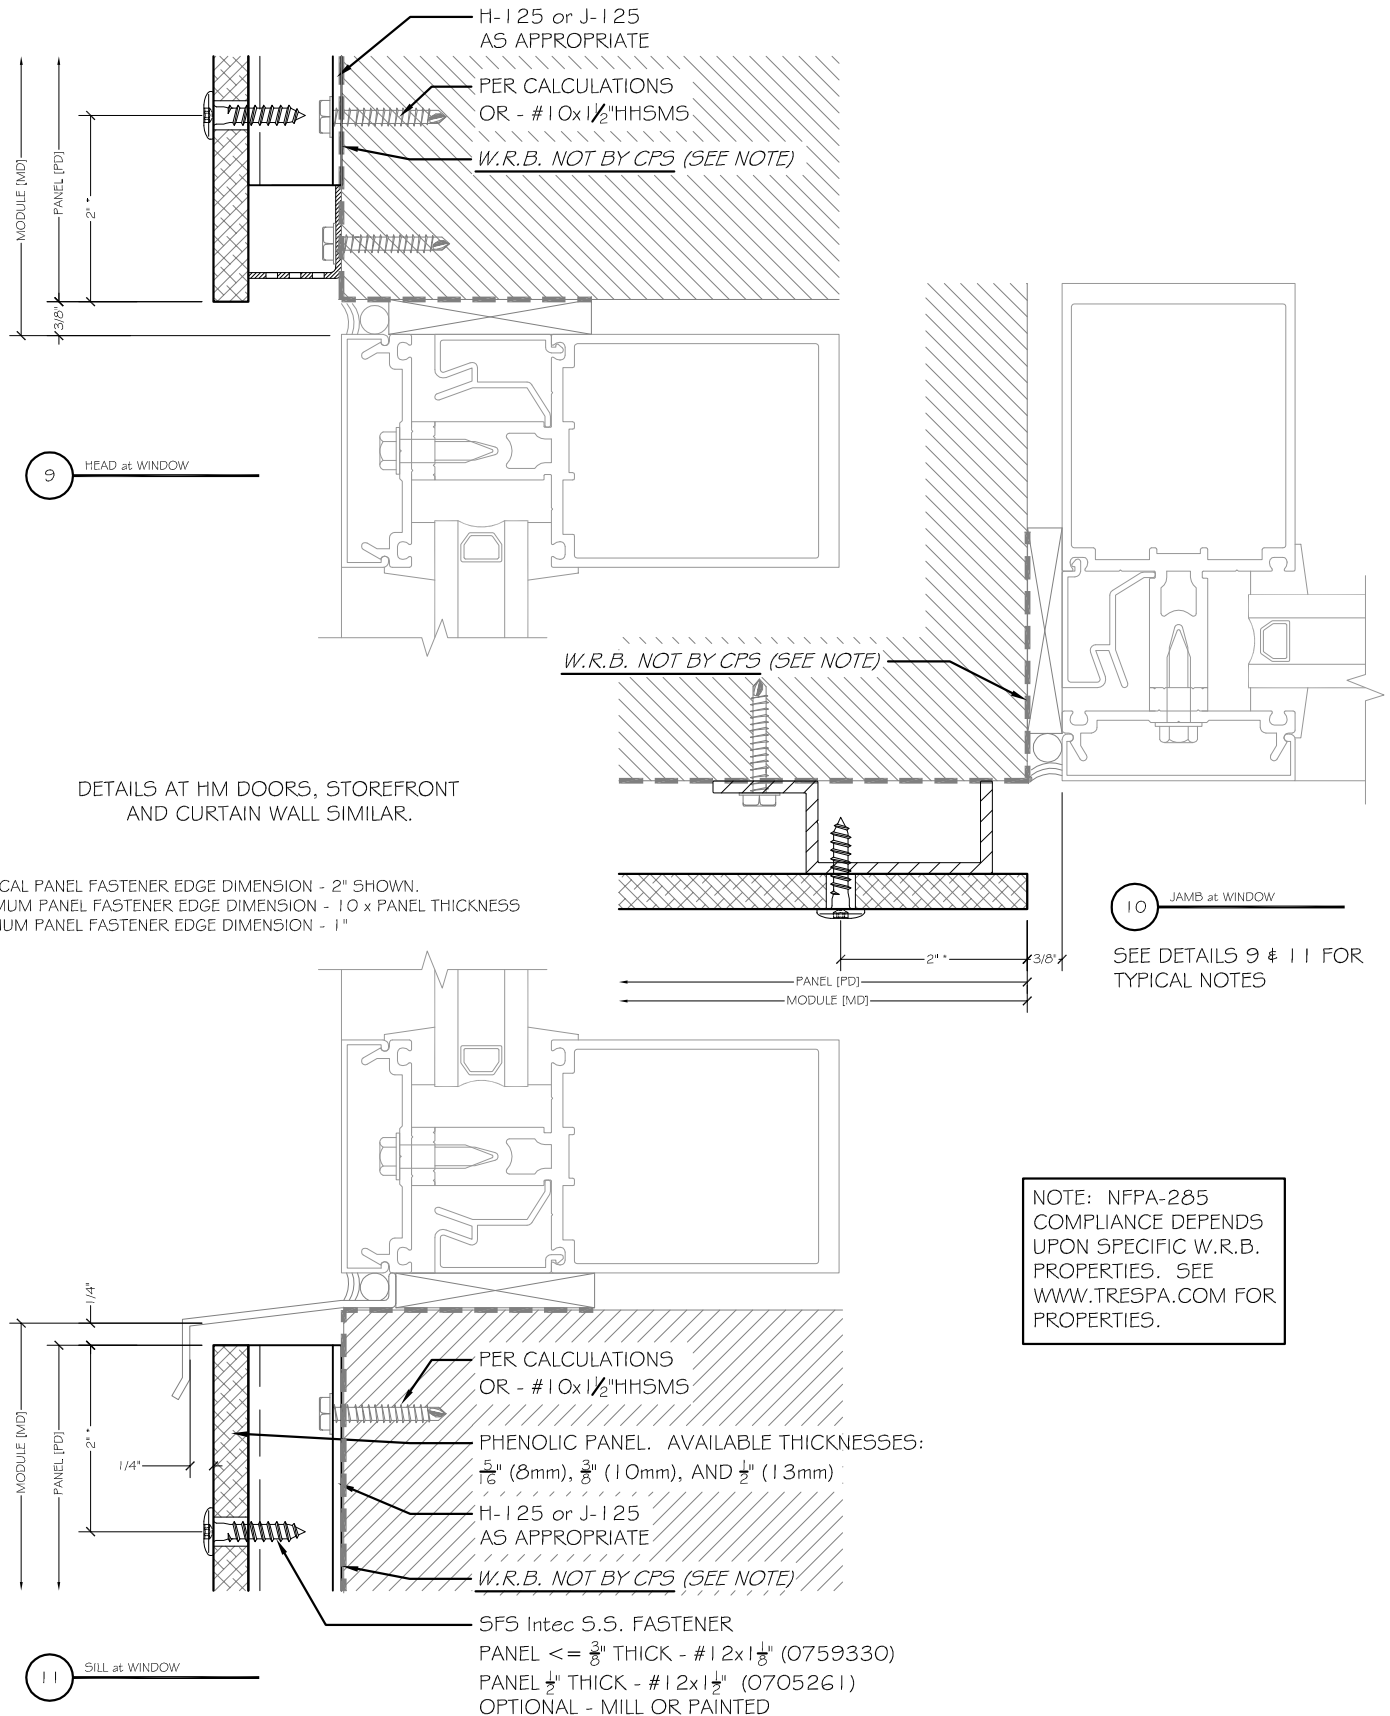 H-125 or J-125
AS APPROPRIATE
PER CALCULATIONS
OR - #10x1 1/2"HHSMS
W.R.B. NOT BY CPS (SEE NOTE)
MODULE [MD]
PANEL [PD]
2" *
3/8"
9
HEAD at WINDOW
W.R.B. NOT BY CPS (SEE NOTE)
DETAILS AT HM DOORS, STOREFRONT
AND CURTAIN WALL SIMILAR.
CAL PANEL FASTENER EDGE DIMENSION - 2" SHOWN.
MUM PANEL FASTENER EDGE DIMENSION - 10 x PANEL THICKNESS
UM PANEL FASTENER EDGE DIMENSION - 1"
10
JAMB at WINDOW
SEE DETAILS 9 & 11 FOR
TYPICAL NOTES
2" *
3/8"
PANEL [PD]
MODULE [MD]
NOTE: NFPA-285
COMPLIANCE DEPENDS
UPON SPECIFIC W.R.B.
PROPERTIES. SEE
WWW.TRESPA.COM FOR
PROPERTIES.
1/4"
MODULE [MD]
PANEL [PD]
2" *
1/4"
PER CALCULATIONS
OR - #10x1 1/2"HHSMS
PHENOLIC PANEL. AVAILABLE THICKNESSES:
5/16" (8mm), 3/8" (10mm), AND 1/2" (13mm)
H-125 or J-125
AS APPROPRIATE
W.R.B. NOT BY CPS (SEE NOTE)
SFS Intec S.S. FASTENER
PANEL <= 3/8" THICK - #12x1 1/8" (0759330)
PANEL 1/2" THICK - #12x1 1/2" (0705261)
OPTIONAL - MILL OR PAINTED
11
SILL at WINDOW